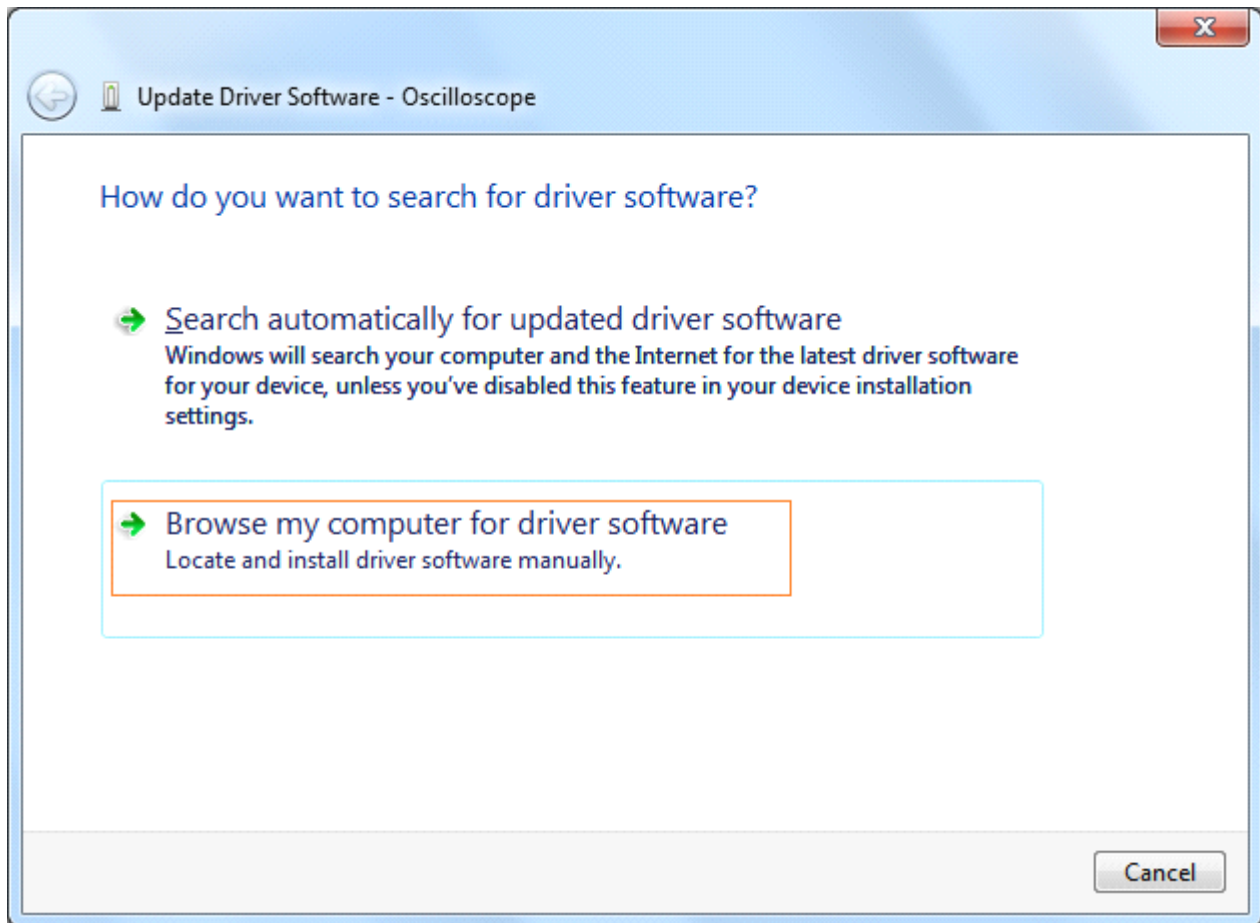 Update Driver Software - Oscilloscope
How do you want to search for driver software?
Search automatically for updated driver software
Windows will search your computer and the Internet for the latest driver software
for your device, unless you've disabled this feature in your device installation
settings.
Browse my computer for driver software
Locate and install driver software manually.
Cancel